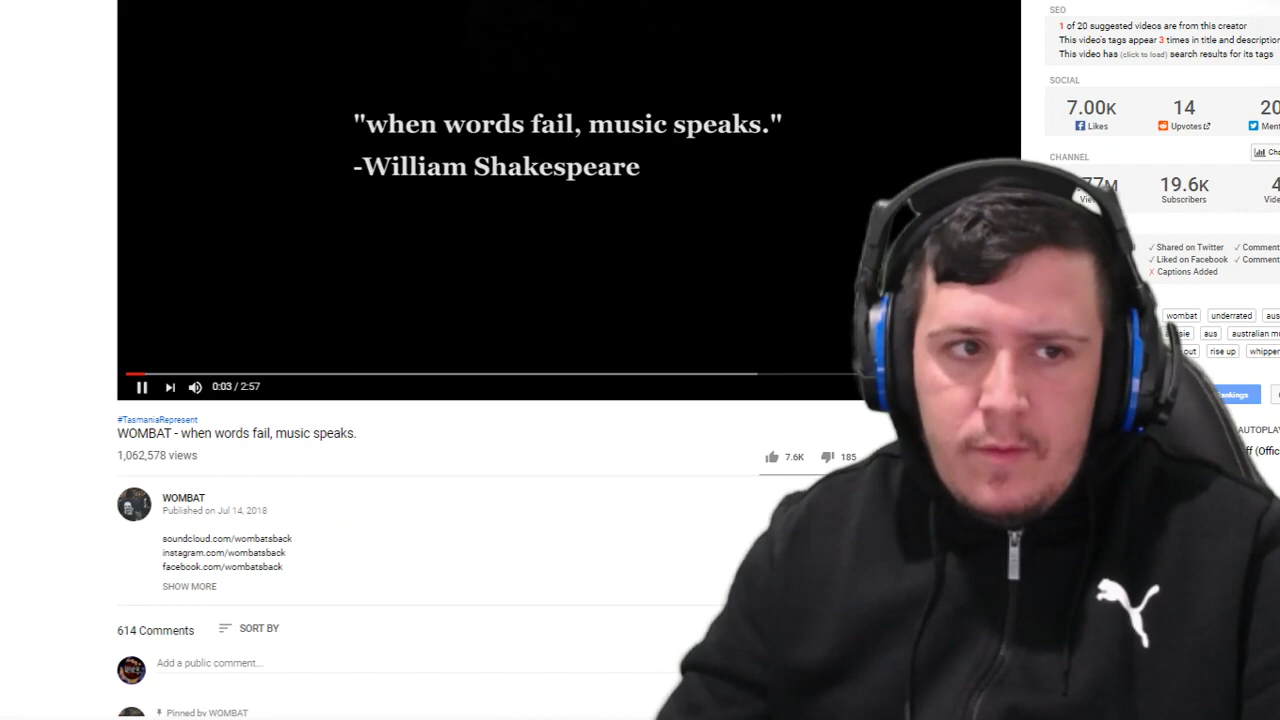 "when words fail, music speaks."
-William Shakespeare
0:03 / 2:57
#TasmaniaRepresent
WOMBAT - when words fail, music speaks.
1,062,578 views
7.6K
185
WOMBAT
Published on Jul 14, 2018
soundcloud.com/wombatsback
instagram.com/wombatsback
facebook.com/wombatsback
SHOW MORE
614 Comments
SORT BY
Add a public comment...
Pinned by WOMBAT
SEO
1 of 20 suggested videos are from this creator
This video's tags appear 3 times in title and description
This video has (click to load) search results for its tags
SOCIAL
7.00K 14 20
Likes Upvotes
CHANNEL
19.6K
Subscribers
Shared on Twitter
Liked on Facebook
Captions Added
wombat underrated
aus australian
out rise up
AUTOPLAY